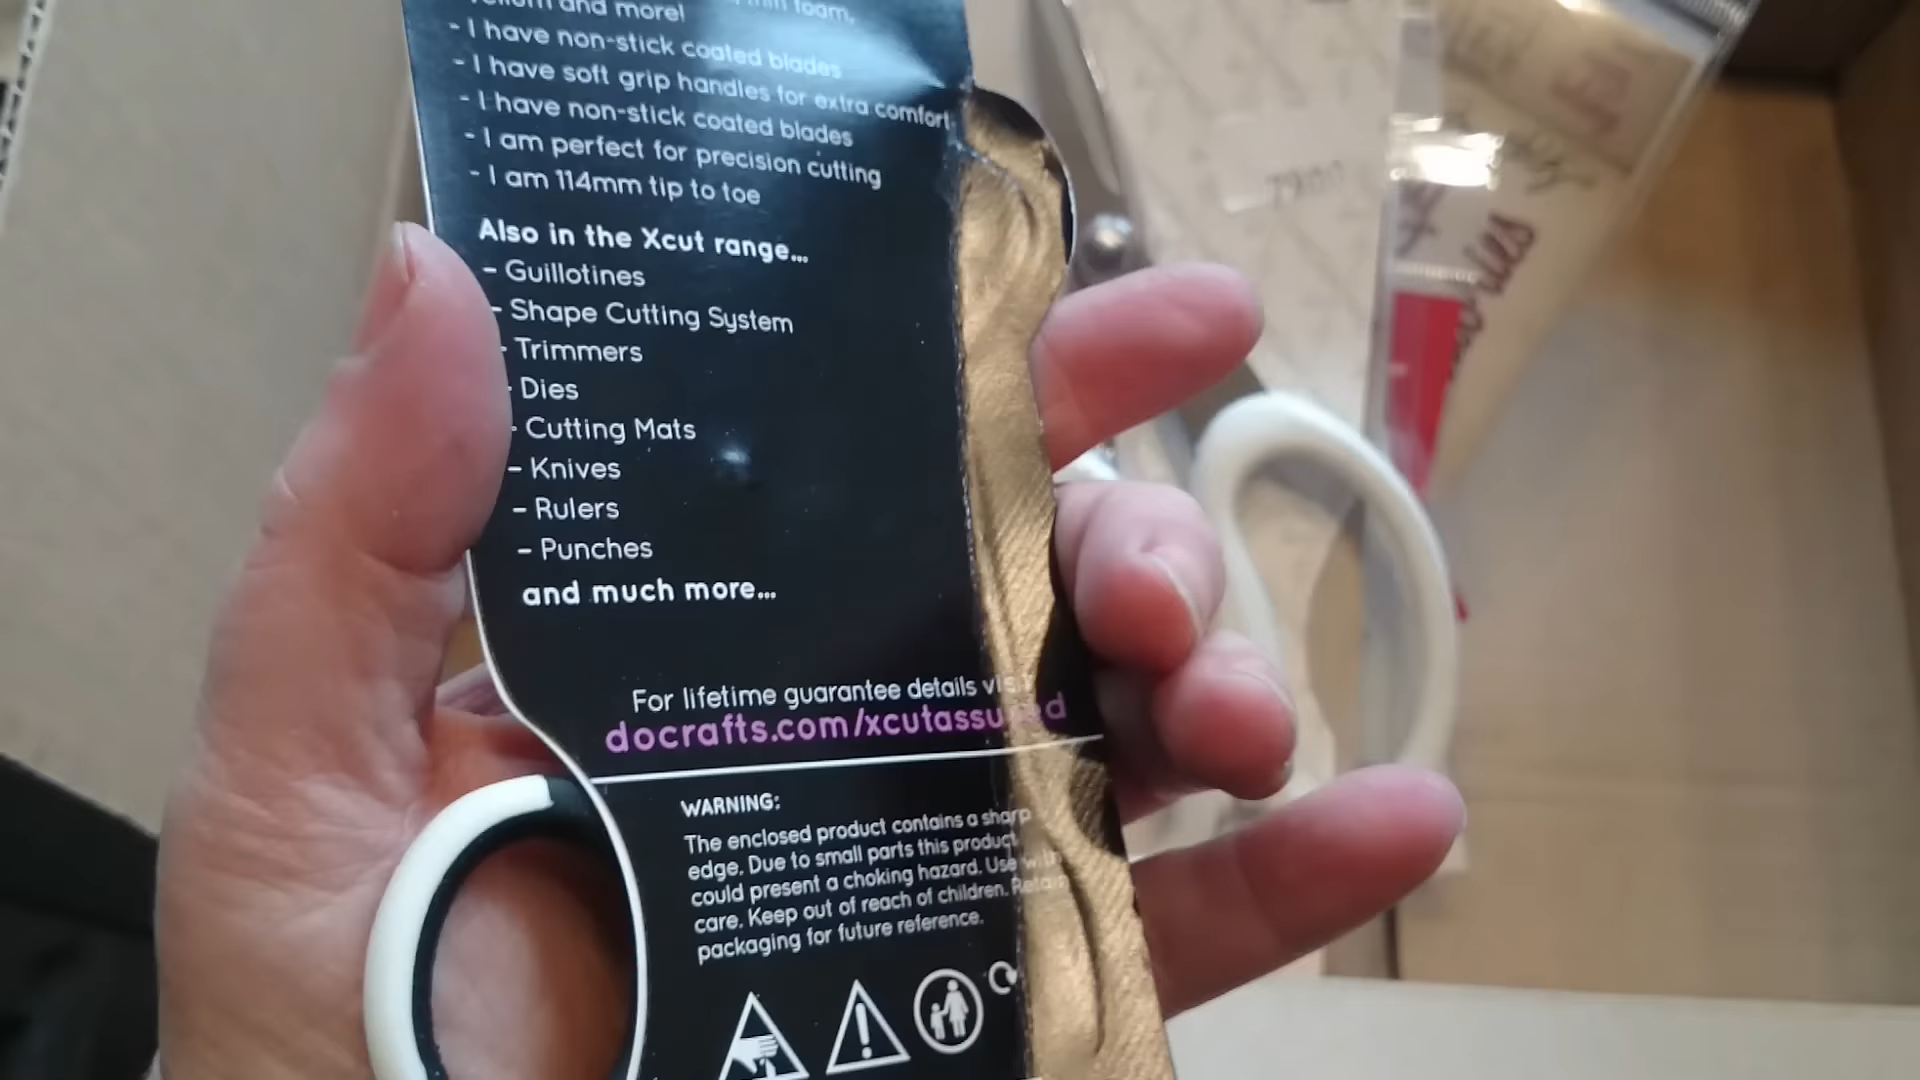 and more!
foam,
- I have non-stick coated blades
- I have soft grip handles for extra comfort
- I have non-stick coated blades
- I am perfect for precision cutting
- I am 114mm tip to toe
Also in the Xcut range...
- Guillotines
- Shape Cutting System
- Trimmers
- Dies
- Cutting Mats
- Knives
- Rulers
- Punches
and much more...
For lifetime guarantee details visit
docrafts.com/xcutassured
WARNING:
The enclosed product contains a sharp
edge. Due to small parts this product
could present a choking hazard. Use with
care. Keep out of reach of children. Retain
packaging for future reference.